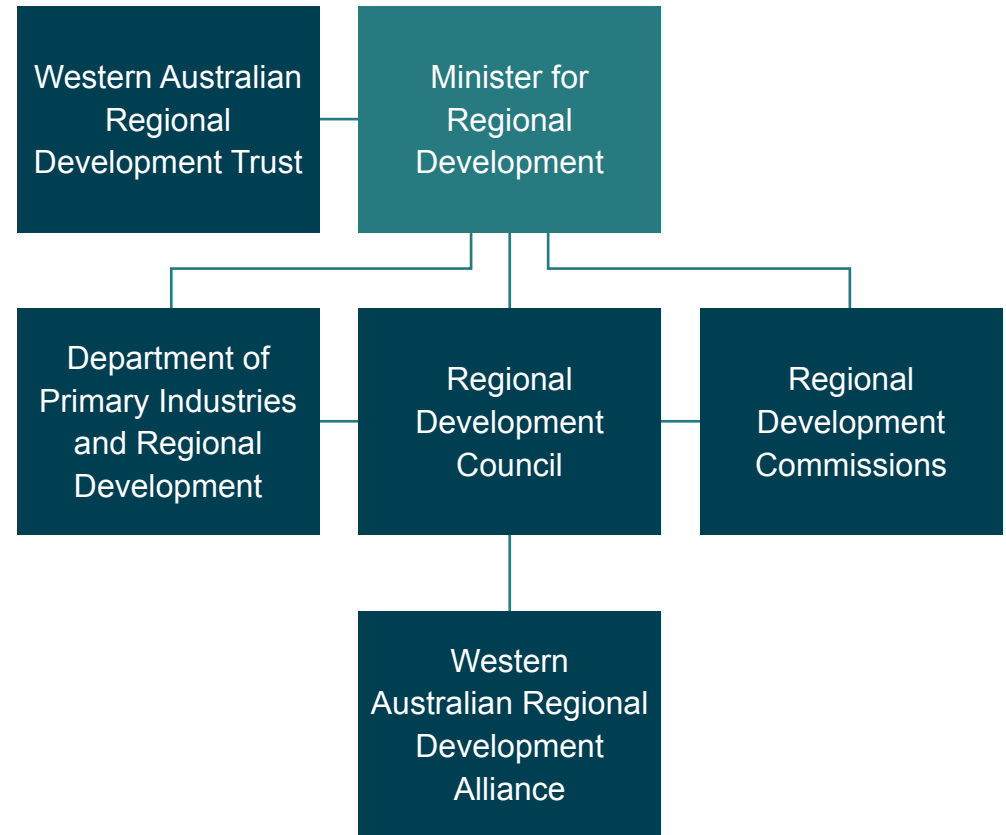 Western Australian
Regional
Development Trust
Minister for
Regional
Development
Department of
Primary Industries
and Regional
Development
Regional
Development
Council
Regional
Development
Commissions
Western
Australian Regional
Development
Alliance